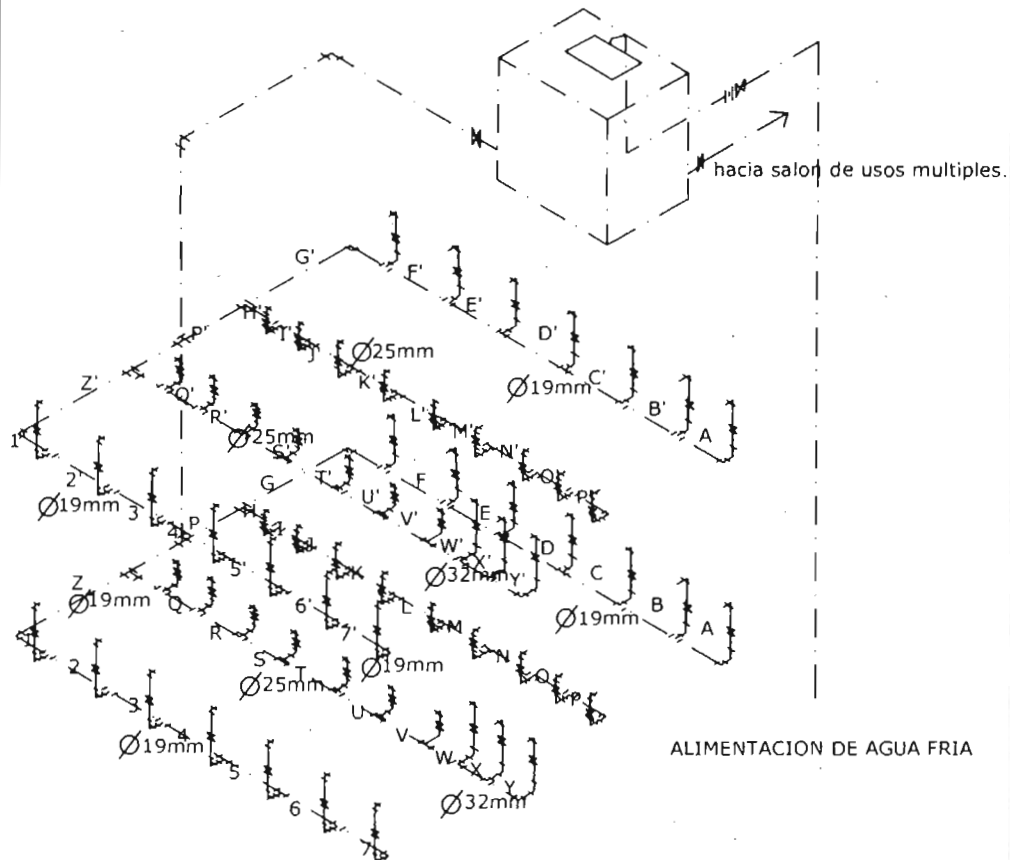 hacia salon de usos multiples.
G'
F'
E'
D'
C'
B'
A
Ø19mm
P'
H'
I'
J'
Ø25mm
K'
L'
M'
N'
O'
P'
Z'
Q'
R'
Ø25mm
S'
T'
U'
V'
W'
X'
Y'
Ø32mm
1'
2'
Ø19mm
3
4'
5'
6'
7'
Ø19mm
G
F
E
D
C
B
A
Ø19mm
P
H
I
J
K
L
M
N
O
P
Z
Ø19mm
Q
R
S
Ø25mm
T
U
V
W
X
Y
Ø32mm
1
2
3
Ø19mm
4
5
6
7
ALIMENTACION DE AGUA FRIA